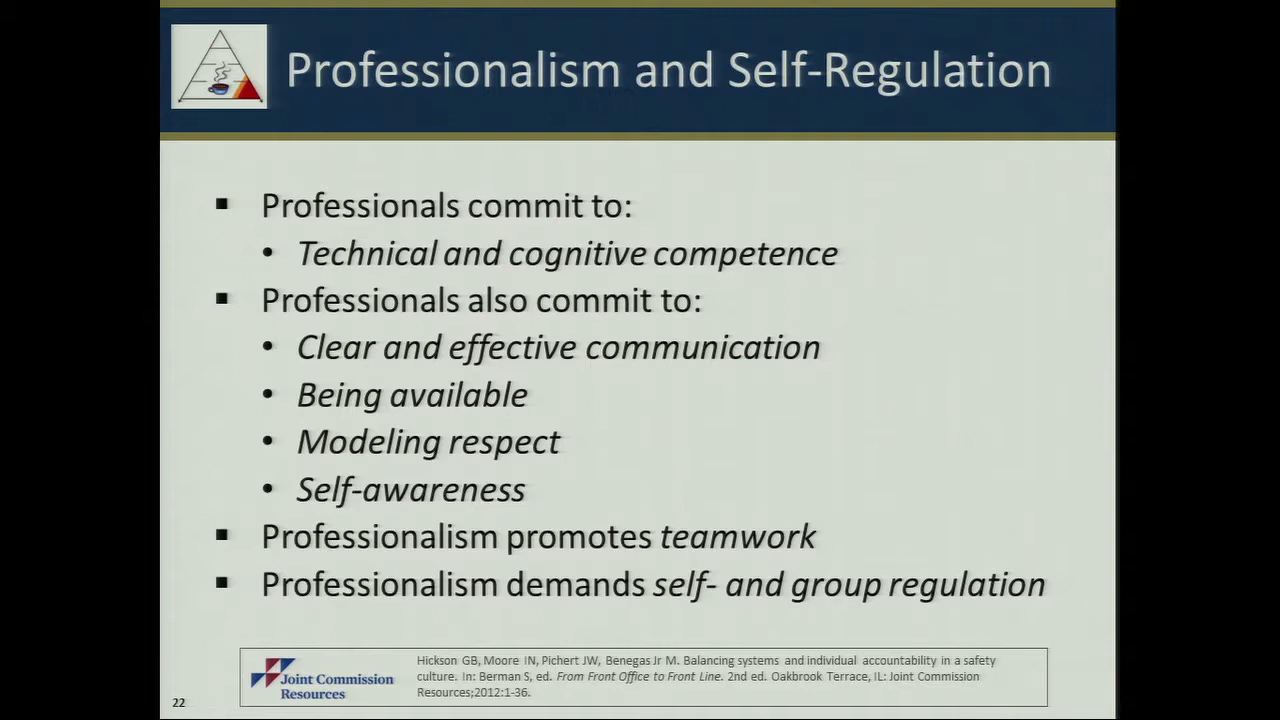 Professionalism and Self-Regulation
Professionals commit to:
Technical and cognitive competence
Professionals also commit to:
Clear and effective communication
Being available
Modeling respect
Self-awareness
Professionalism promotes teamwork
Professionalism demands self- and group regulation
Joint Commission
Resources
Hickson GB, Moore IN, Pichert JW, Benegas Jr M. Balancing systems and individual accountability in a safety
culture. In: Berman S, ed. From Front Office to Front Line. 2nd ed. Oakbrook Terrace, IL: Joint Commission
Resources;2012:1-36.
22